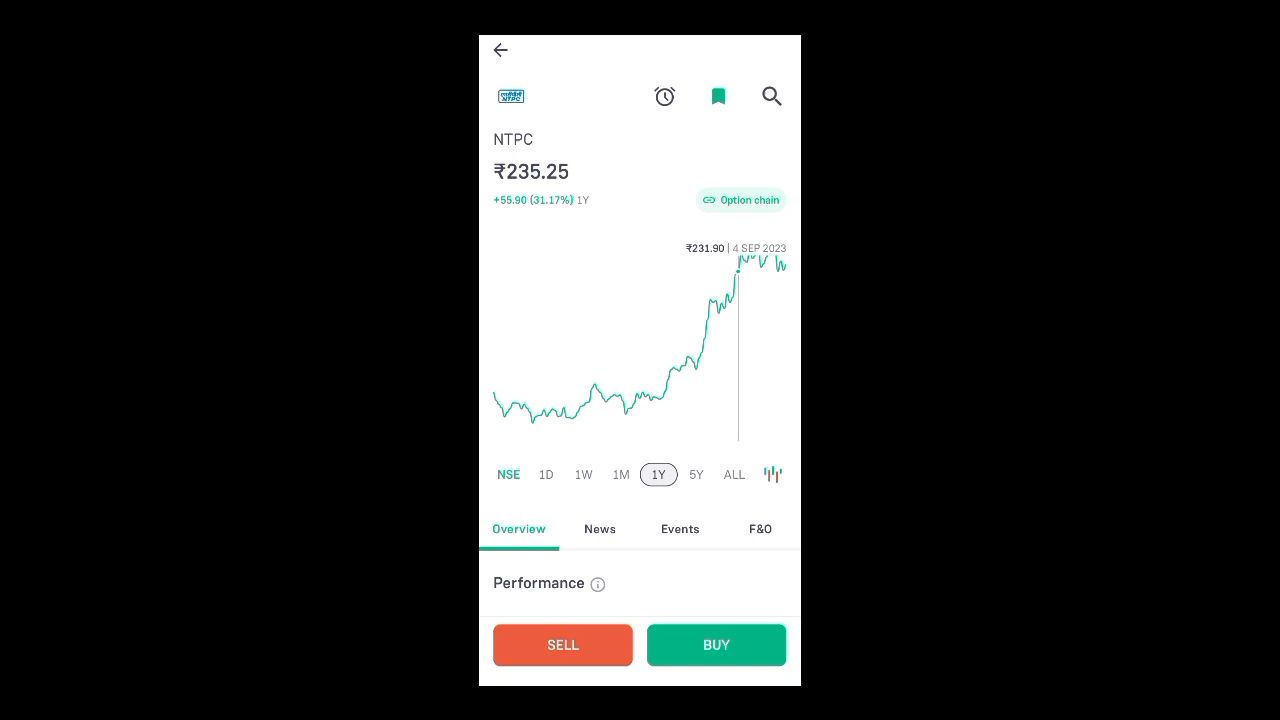 NTPC
NTPC
₹235.25
+55.90 (31.17%) 1Y
Option chain
₹231.90 | 4 SEP 2023
NSE 1D 1W 1M 1Y 5Y ALL
Overview News Events F&O
Performance
SELL BUY